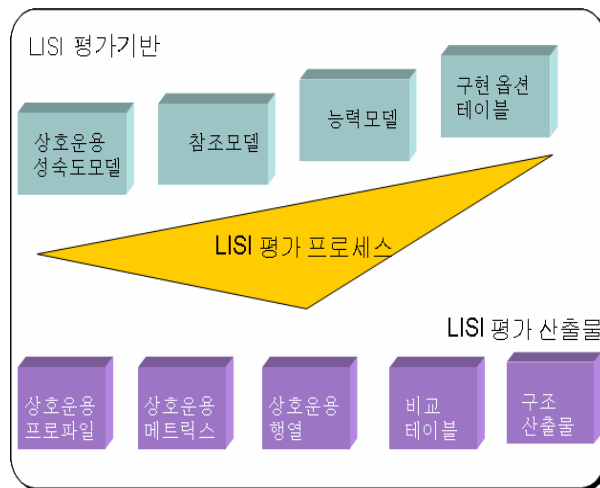 LISI 평가기반
상호운용
성숙도모델
참조모델
능력모델
구현 옵션
테이블
LISI 평가 프로세스
LISI 평가 산출물
상호운용
프로파일
상호운용
메트릭스
상호운용
행열
비교
테이블
구조
산출물